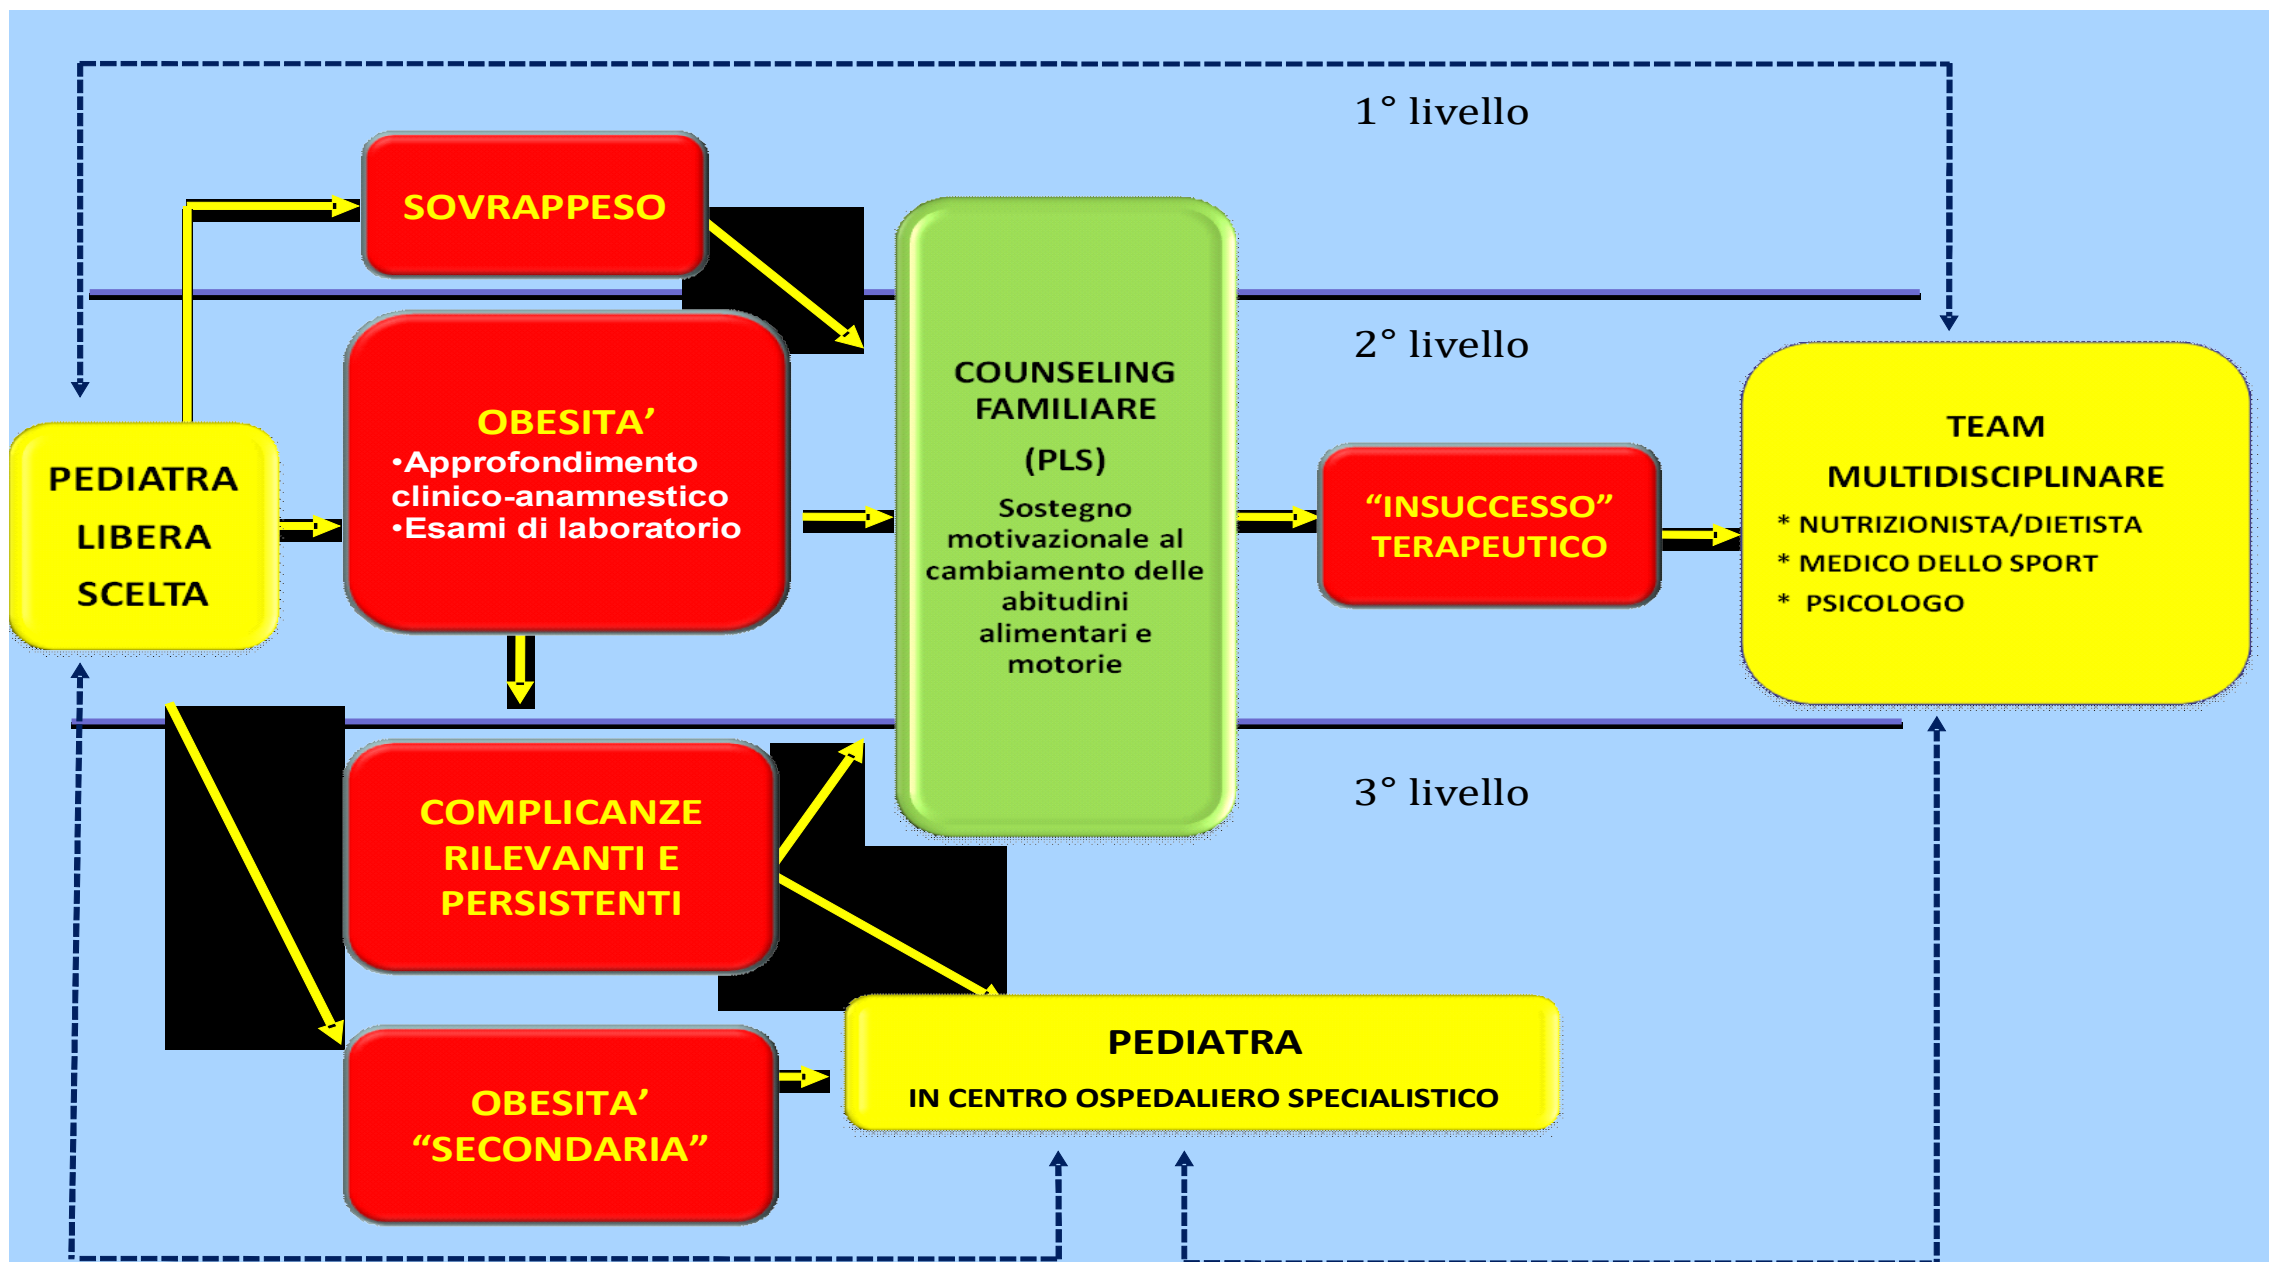 1° livello
SOVRAPPESO
2° livello
OBESITA’
•Approfondimento
clinico-anamnestico
•Esami di laboratorio
PEDIATRA
LIBERA
SCELTA
COUNSELING
FAMILIARE
(PLS)
Sostegno
motivazionale al
cambiamento delle
abitudini
alimentari e
motorie
“INSUCCESSO”
TERAPEUTICO
TEAM
MULTIDISCIPLINARE
* NUTRIZIONISTA/DIETISTA
* MEDICO DELLO SPORT
* PSICOLOGO
3° livello
COMPLICANZE
RILEVANTI E
PERSISTENTI
OBESITA’
“SECONDARIA”
PEDIATRA
IN CENTRO OSPEDALIERO SPECIALISTICO